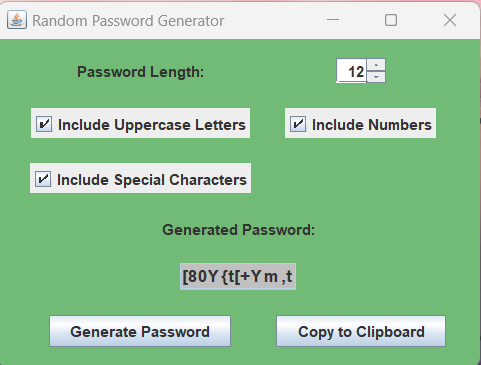 Random Password Generator
Password Length: 12
Include Uppercase Letters Include Numbers
Include Special Characters
Generated Password:
[80Y{t[+Ym,t
Generate Password Copy to Clipboard